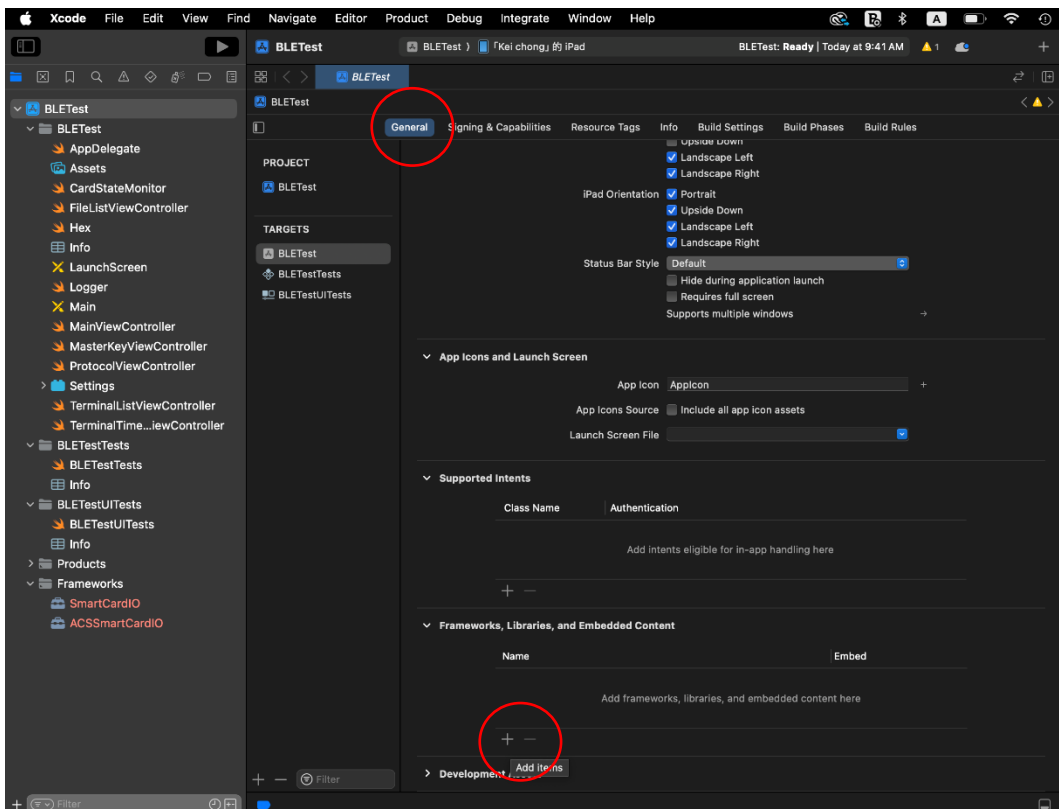 Xcode File Edit View Find Navigate Editor Product Debug Integrate Window Help A
BLETest BLETest 〉 「Kei chong」的 iPad BLETest: Ready | Today at 9:41 AM 1
BLETest
BLETest
General Signing & Capabilities Resource Tags Info Build Settings Build Phases Build Rules
BLETest
BLETest
AppDelegate
Assets
CardStateMonitor
FileListViewController
Hex
Info
LaunchScreen
Logger
Main
MainViewController
MasterKeyViewController
ProtocolViewController
Settings
TerminalListViewController
TerminalTime...iewController
BLETestTests
BLETestTests
Info
BLETestUITests
BLETestUITests
Info
Products
Frameworks
SmartCardIO
ACSSmartCardIO
Filter
PROJECT
BLETest
TARGETS
BLETest
BLETestTests
BLETestUITests
Filter
Upside Down
Landscape Left
Landscape Right
iPad Orientation Portrait
Upside Down
Landscape Left
Landscape Right
Status Bar Style Default
Hide during application launch
Requires full screen
Supports multiple windows
App Icons and Launch Screen
App Icon AppIcon
App Icons Source Include all app icon assets
Launch Screen File
Supported Intents
Class Name Authentication
Add intents eligible for in-app handling here
Frameworks, Libraries, and Embedded Content
Name Embed
Add frameworks, libraries, and embedded content here
Add items
Development